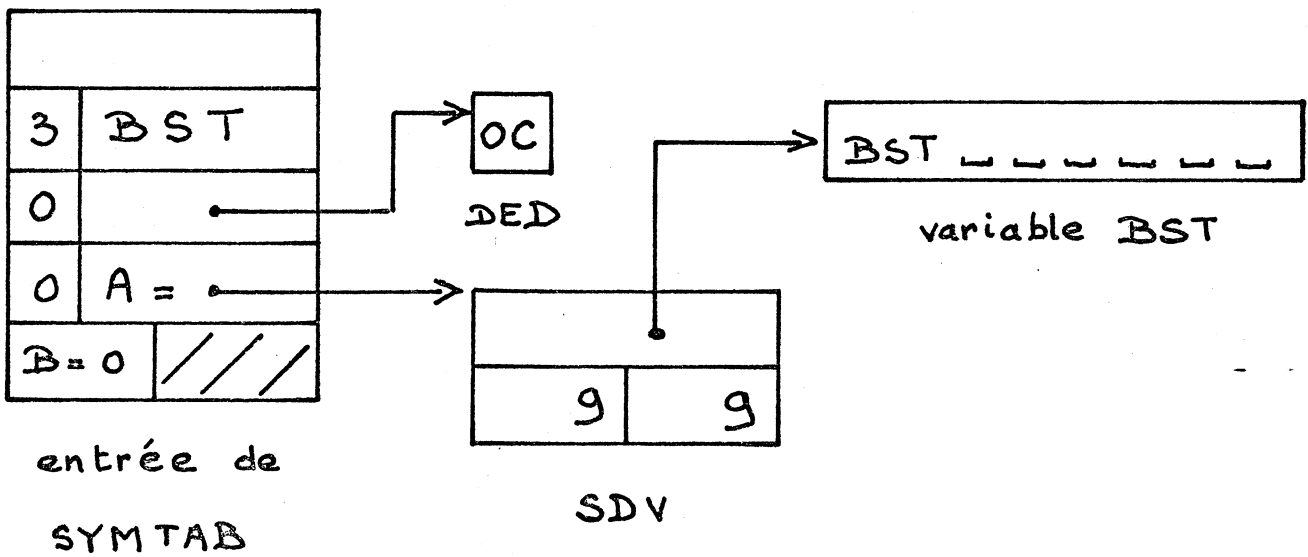 3 BST
0
0 A =
B = 0
entrée de
SYMTAB
OC
DED
9 9
SDV
BST ⎵ ⎵ ⎵ ⎵ ⎵ ⎵
variable BST